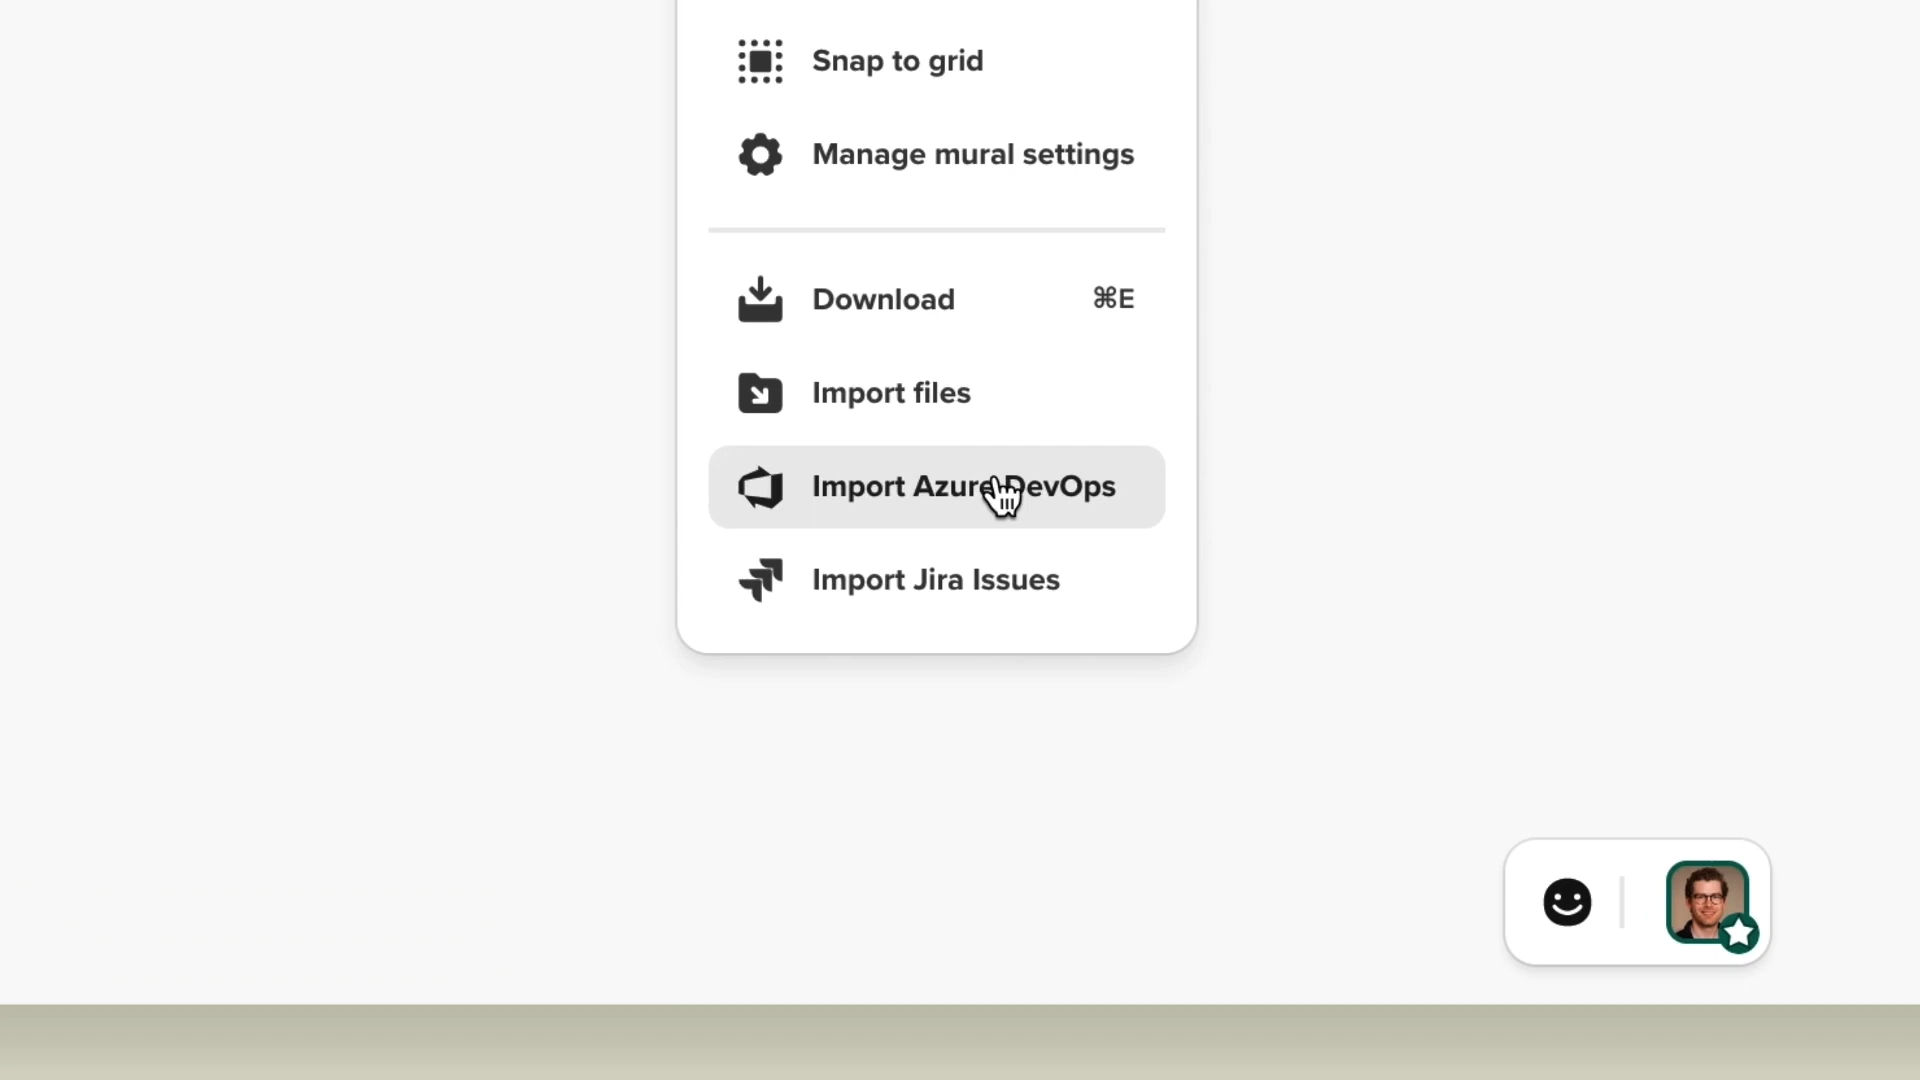 Snap to grid
Manage mural settings
Download ⌘E
Import files
Import Azure DevOps
Import Jira Issues